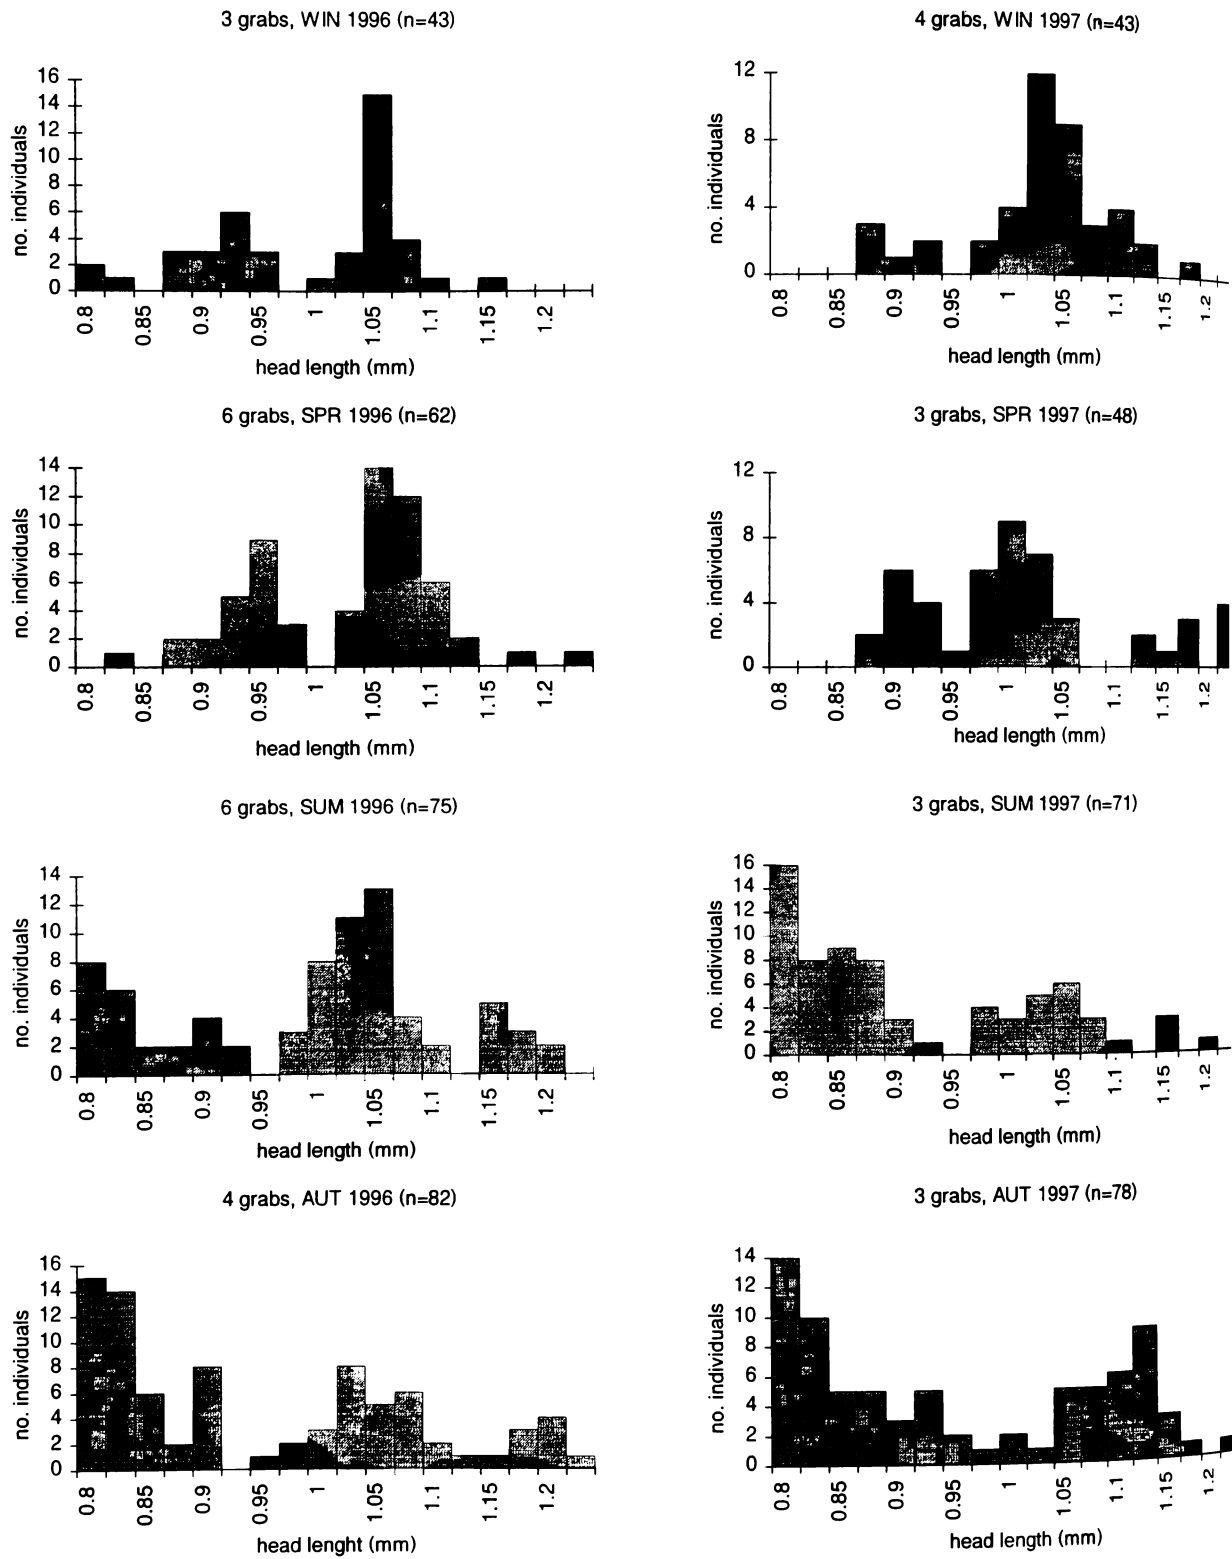 3 grabs, WIN 1996 (n=43)
no. individuals
16
14
12
10
8
6
4
2
0
0.8 0.85 0.9 0.95 1 1.05 1.1 1.15 1.2
head length (mm)
4 grabs, WIN 1997 (n=43)
no. individuals
12
8
4
0
0.8 0.85 0.9 0.95 1 1.05 1.1 1.15 1.2
head length (mm)
6 grabs, SPR 1996 (n=62)
no. individuals
14
12
10
8
6
4
2
0
0.8 0.85 0.9 0.95 1 1.05 1.1 1.15 1.2
head length (mm)
3 grabs, SPR 1997 (n=48)
no. individuals
12
8
4
0
0.8 0.85 0.9 0.95 1 1.05 1.1 1.15 1.2
head length (mm)
6 grabs, SUM 1996 (n=75)
no. individuals
14
12
10
8
6
4
2
0
0.8 0.85 0.9 0.95 1 1.05 1.1 1.15 1.2
head length (mm)
3 grabs, SUM 1997 (n=71)
no. individuals
16
14
12
10
8
6
4
2
0
0.8 0.85 0.9 0.95 1 1.05 1.1 1.15 1.2
head length (mm)
4 grabs, AUT 1996 (n=82)
no. individuals
16
14
12
10
8
6
4
2
0
0.8 0.85 0.9 0.95 1 1.05 1.1 1.15 1.2
head lenght (mm)
3 grabs, AUT 1997 (n=78)
no. individuals
14
12
10
8
6
4
2
0
0.8 0.85 0.9 0.95 1 1.05 1.1 1.15 1.2
head length (mm)